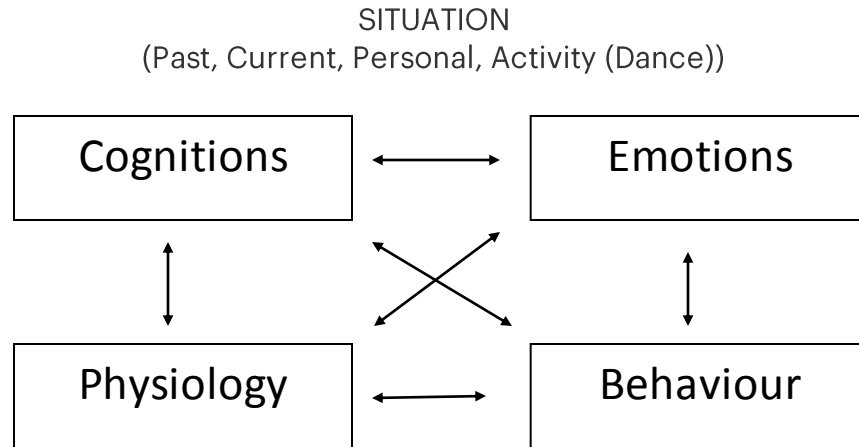 SITUATION
(Past, Current, Personal, Activity (Dance))
Cognitions
Emotions
Physiology
Behaviour